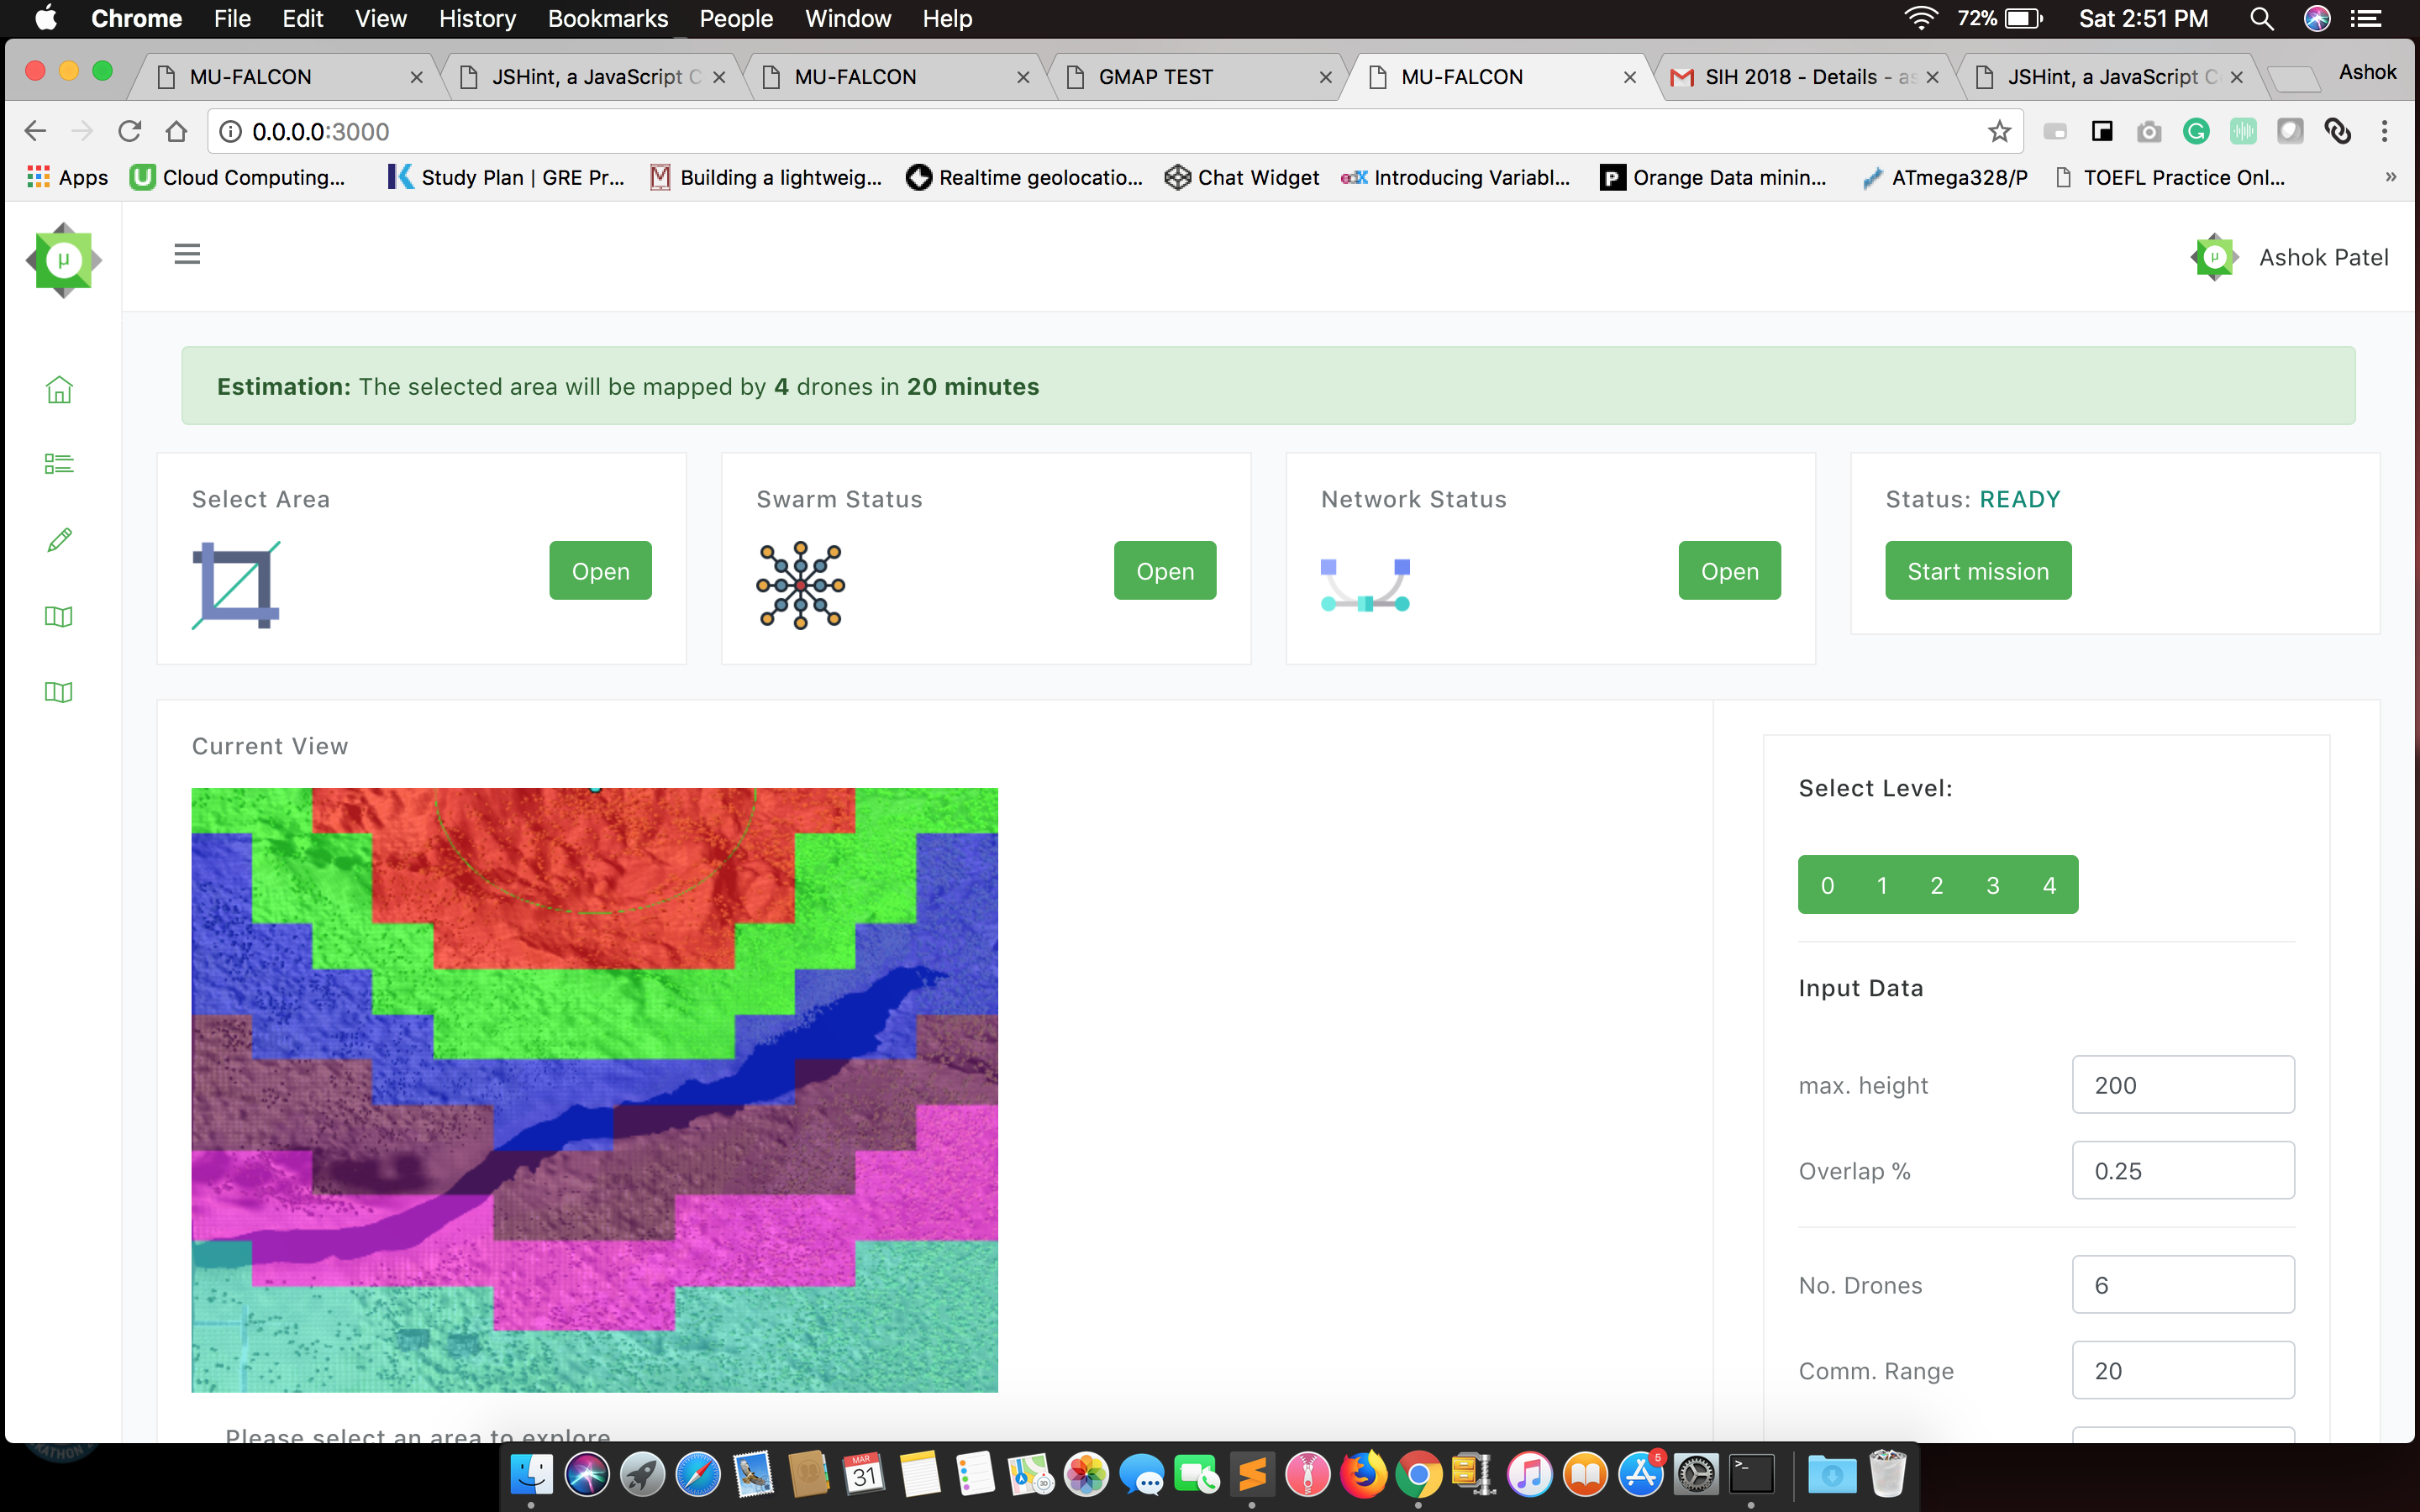 Chrome File Edit View History Bookmarks People Window Help 72% Sat 2:51 PM
MU-FALCON JSHint, a JavaScript C MU-FALCON GMAP TEST MU-FALCON SIH 2018 - Details - as JSHint, a JavaScript C Ashok
0.0.0.0:3000
Apps Cloud Computing... Study Plan | GRE Pr... Building a lightweig... Realtime geolocatio... Chat Widget Introducing Variabl... Orange Data minin... ATmega328/P TOEFL Practice Onl... »
µ
µ Ashok Patel
Estimation: The selected area will be mapped by 4 drones in 20 minutes
Select Area
Open
Swarm Status
Open
Network Status
Open
Status: READY
Start mission
Current View
Please select an area to explore
Select Level:
0 1 2 3 4
Input Data
max. height 200
Overlap % 0.25
No. Drones 6
Comm. Range 20
MAR
31
5